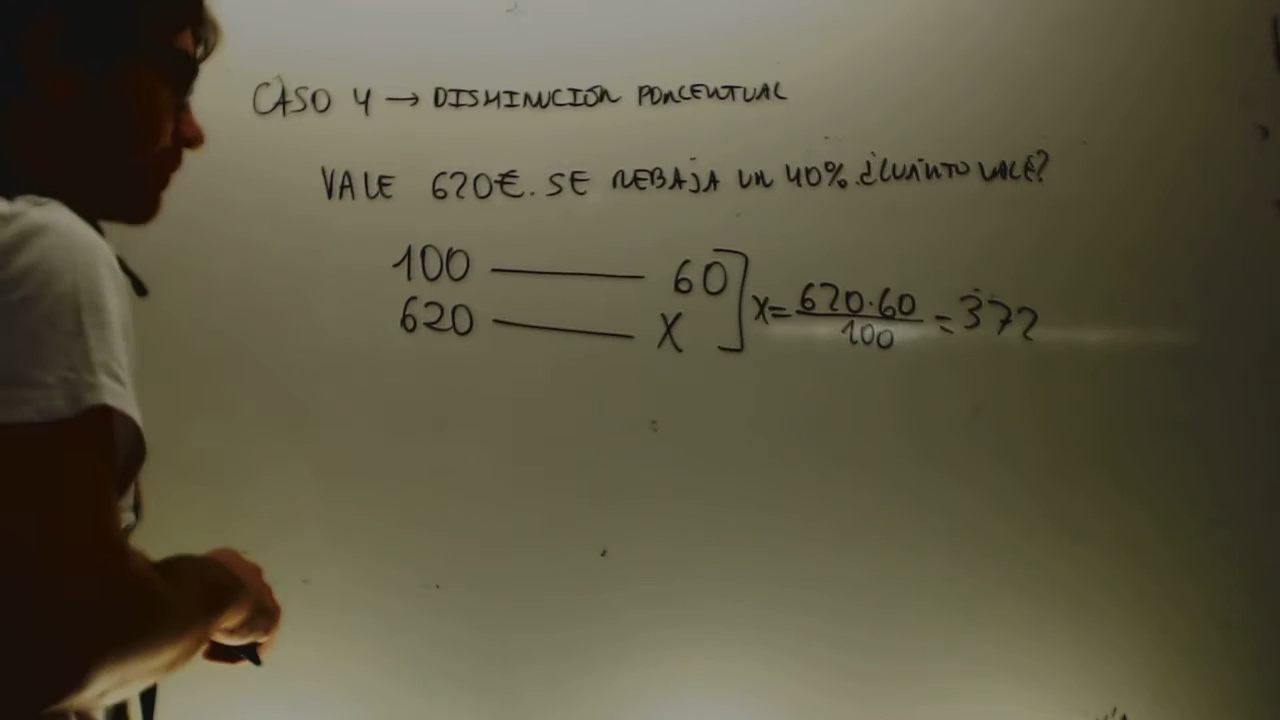 CASO 4 → DISMINUCIÓN PORCENTUAL
VALE 620€. SE REBAJA UN 40%. ¿CUÁNTO VALE?
100 — 60
620 — X
X = 620·60 / 100 = 372